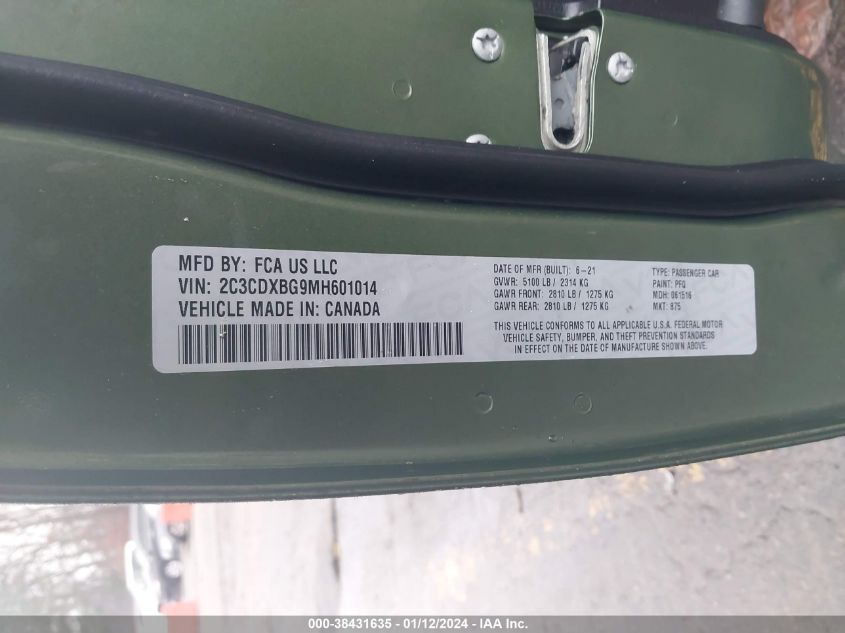 MFD BY: FCA US LLC
VIN: 2C3CDXBG9MH601014
VEHICLE MADE IN: CANADA
DATE OF MFR (BUILT): 6-21
GVWR: 5100 LB / 2314 KG
GAWR FRONT: 2810 LB / 1275 KG
GAWR REAR: 2810 LB / 1275 KG
TYPE: PASSENGER CAR
PAINT: PFQ
MDH: 061516
MKT: 875
THIS VEHICLE CONFORMS TO ALL APPLICABLE U.S.A. FEDERAL MOTOR
VEHICLE SAFETY, BUMPER, AND THEFT PREVENTION STANDARDS
IN EFFECT ON THE DATE OF MANUFACTURE SHOWN ABOVE.
000-38431635 - 01/12/2024 - IAA Inc.